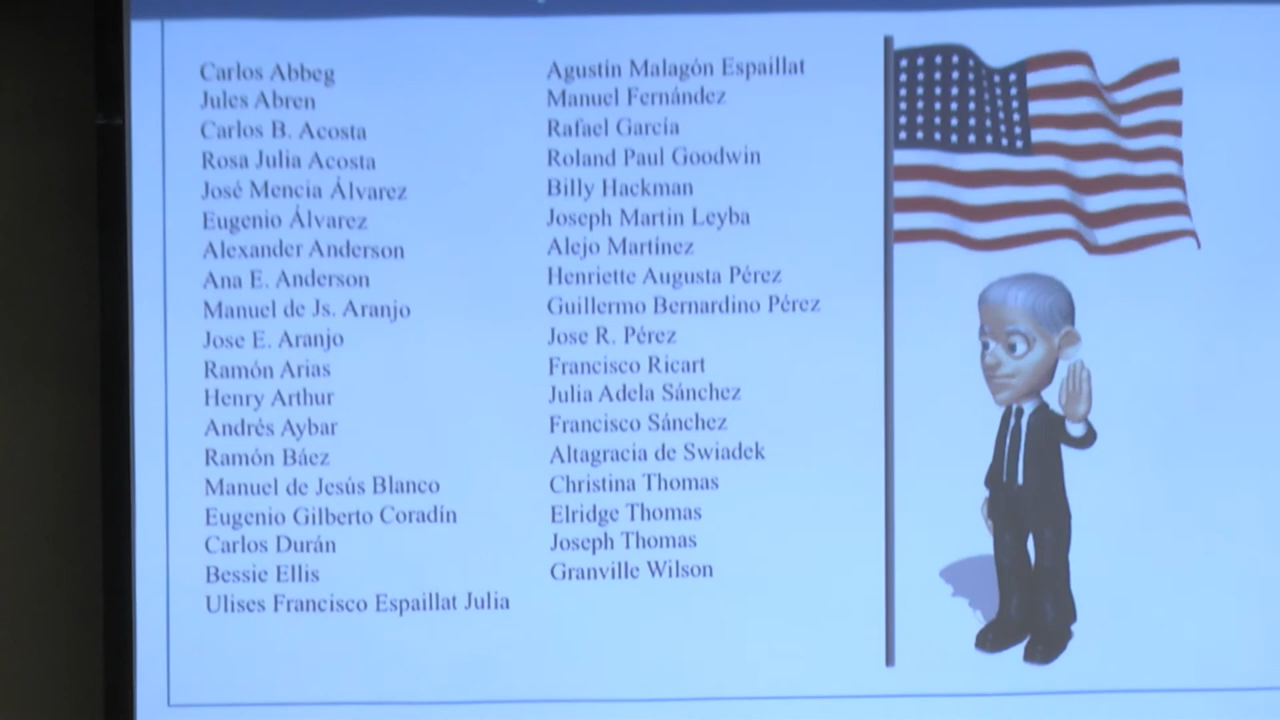 Carlos Abbeg
Jules Abren
Carlos B. Acosta
Rosa Julia Acosta
José Mencia Álvarez
Eugenio Álvarez
Alexander Anderson
Ana E. Anderson
Manuel de Js. Aranjo
Jose E. Aranjo
Ramón Arias
Henry Arthur
Andrés Aybar
Ramón Báez
Manuel de Jesús Blanco
Eugenio Gilberto Coradín
Carlos Durán
Bessie Ellis
Ulises Francisco Espaillat Julia
Agustín Malagón Espaillat
Manuel Fernández
Rafael García
Roland Paul Goodwin
Billy Hackman
Joseph Martin Leyba
Alejo Martínez
Henriette Augusta Pérez
Guillermo Bernardino Pérez
Jose R. Pérez
Francisco Ricart
Julia Adela Sánchez
Francisco Sánchez
Altagracia de Swiadek
Christina Thomas
Elridge Thomas
Joseph Thomas
Granville Wilson